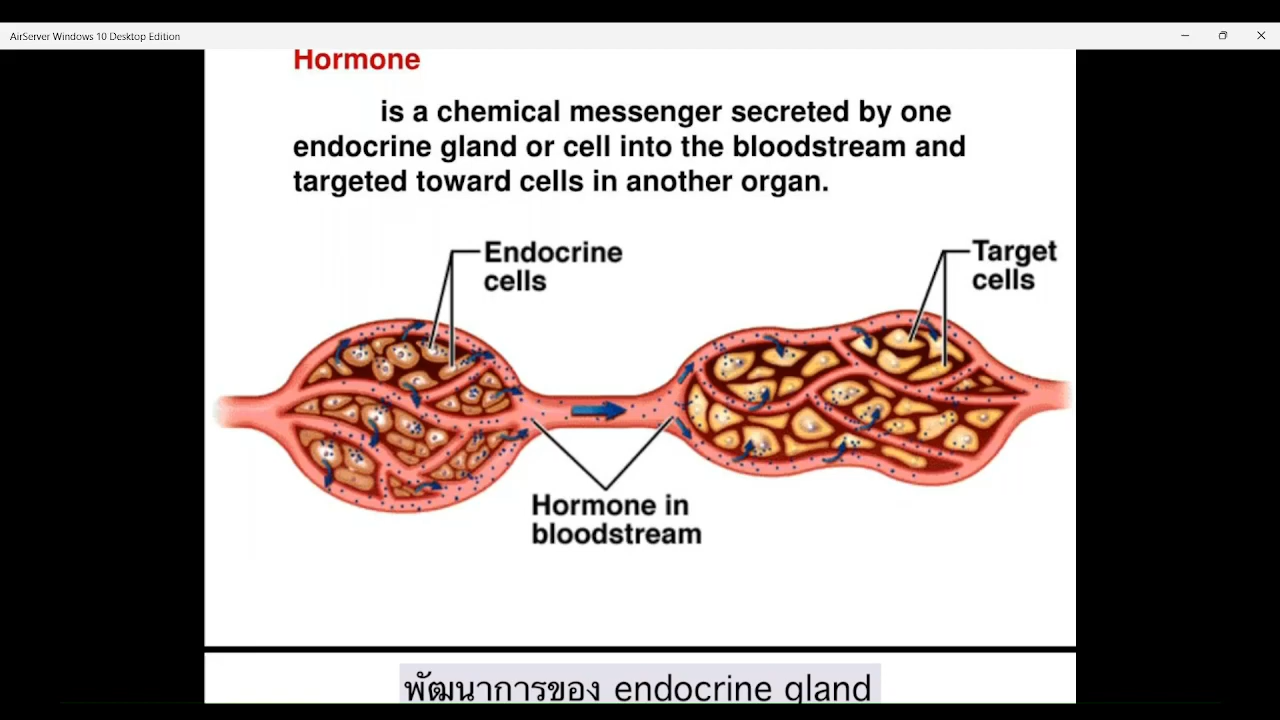 AirServer Windows 10 Desktop Edition
Hormone
is a chemical messenger secreted by one
endocrine gland or cell into the bloodstream and
targeted toward cells in another organ.
Endocrine
cells
Target
cells
Hormone in
bloodstream
พัฒนาการของ endocrine gland